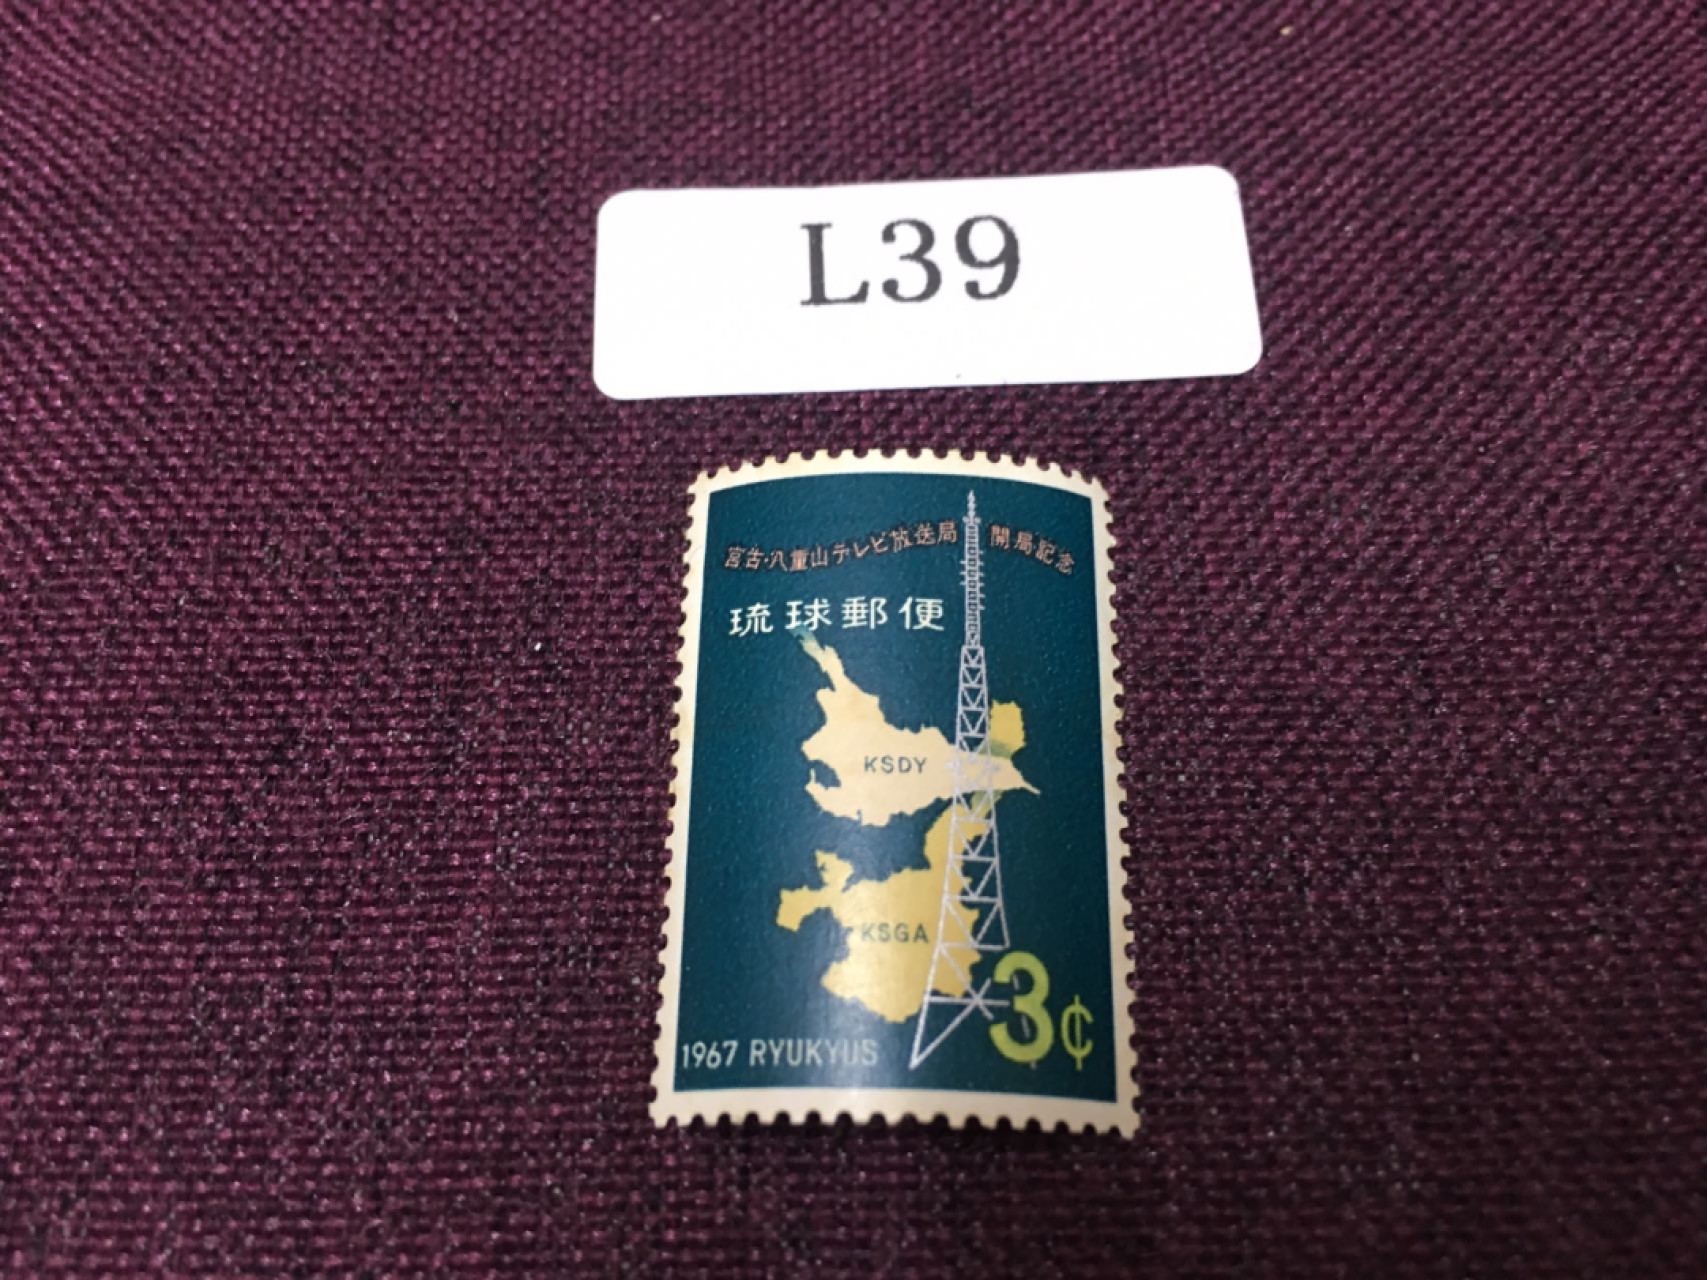 L39
宮古・八重山テレビ放送局 開局記念
琉球郵便
KSDY
KSGA
3¢
1967 RYUKYUS